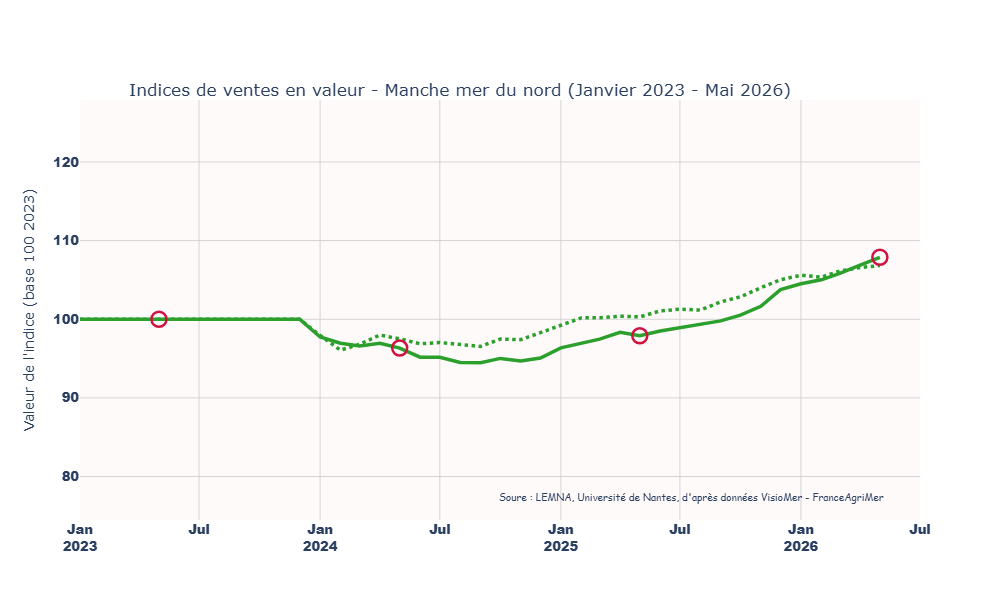 Indices de ventes en valeur - Manche mer du nord (Janvier 2023 - Mai 2026)
Valeur de l'indice (base 100 2023)
120
110
100
90
80
Soure : LEMNA, Université de Nantes, d'après données VisioMer - FranceAgriMer
Jan Jul Jan Jul Jan Jul Jan Jul
2023 2024 2025 2026